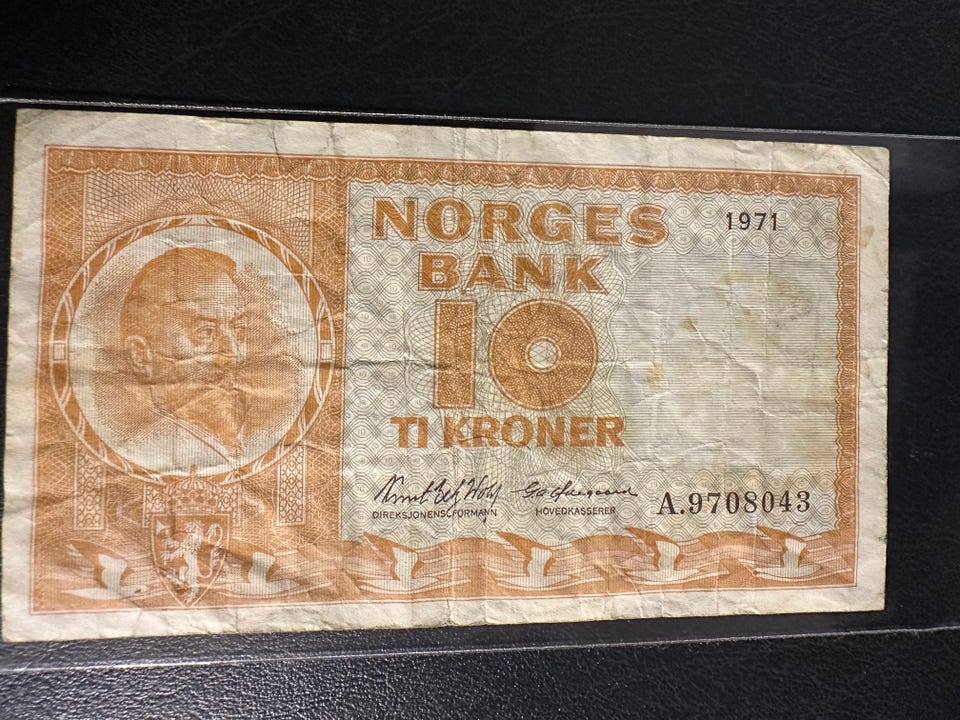 NORGES
1971
BANK
10
TI KRONER
DIREKSJONENS FORMANN
HOVEDKASSERER
A.9708043